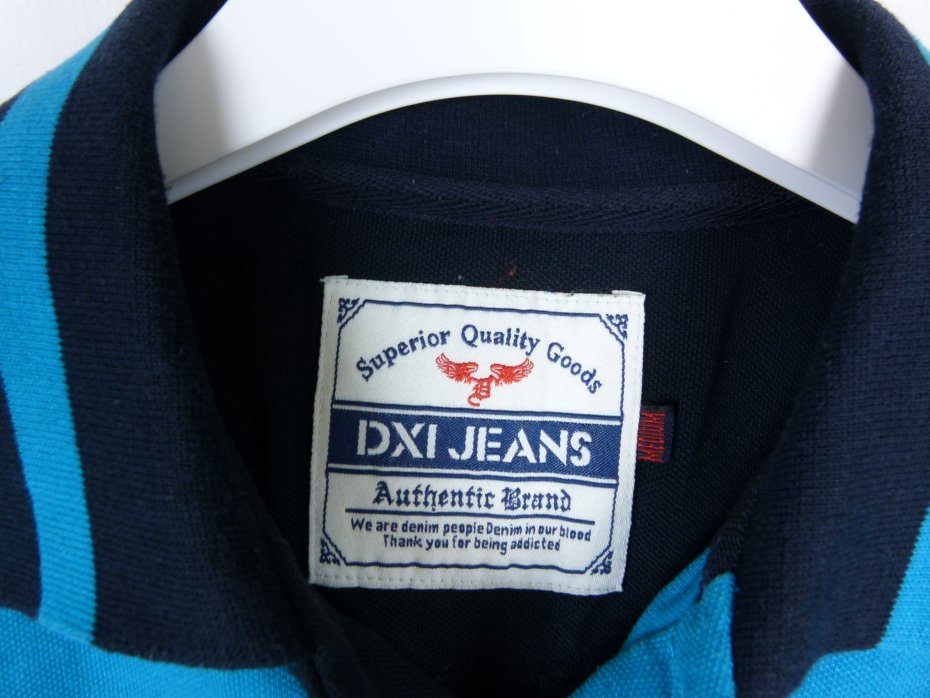 Superior Quality Goods
D
DXI JEANS
Authentic Brand
We are denim people Denim in our blood
Thank you for being addicted
MEDIUM